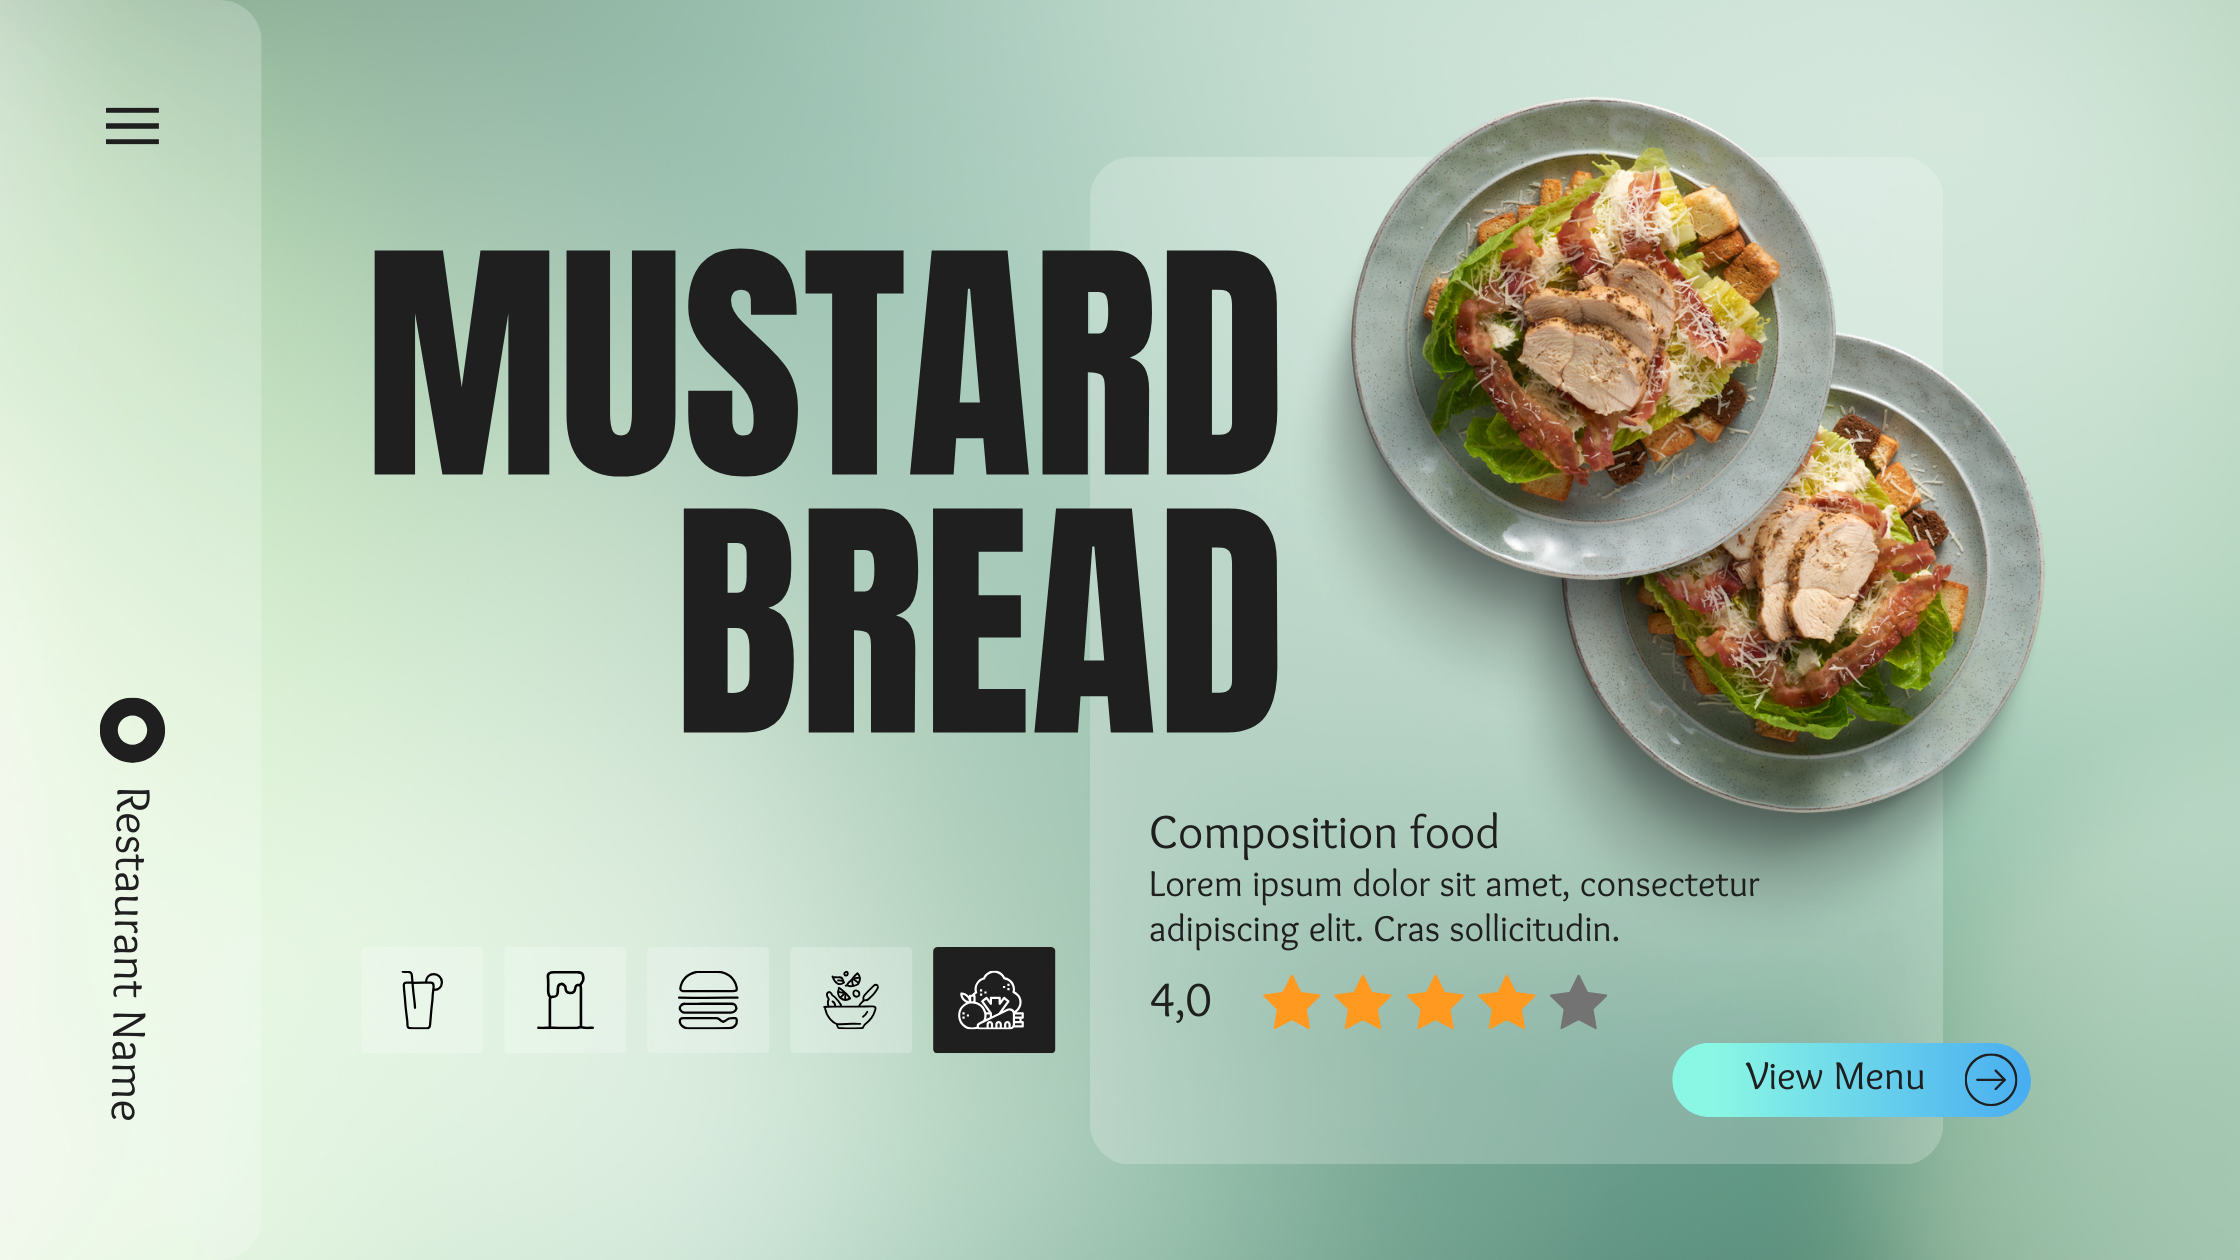 MUSTARD
BREAD
Restaurant Name
Composition food
Lorem ipsum dolor sit amet, consectetur
adipiscing elit. Cras sollicitudin.
4,0
View Menu